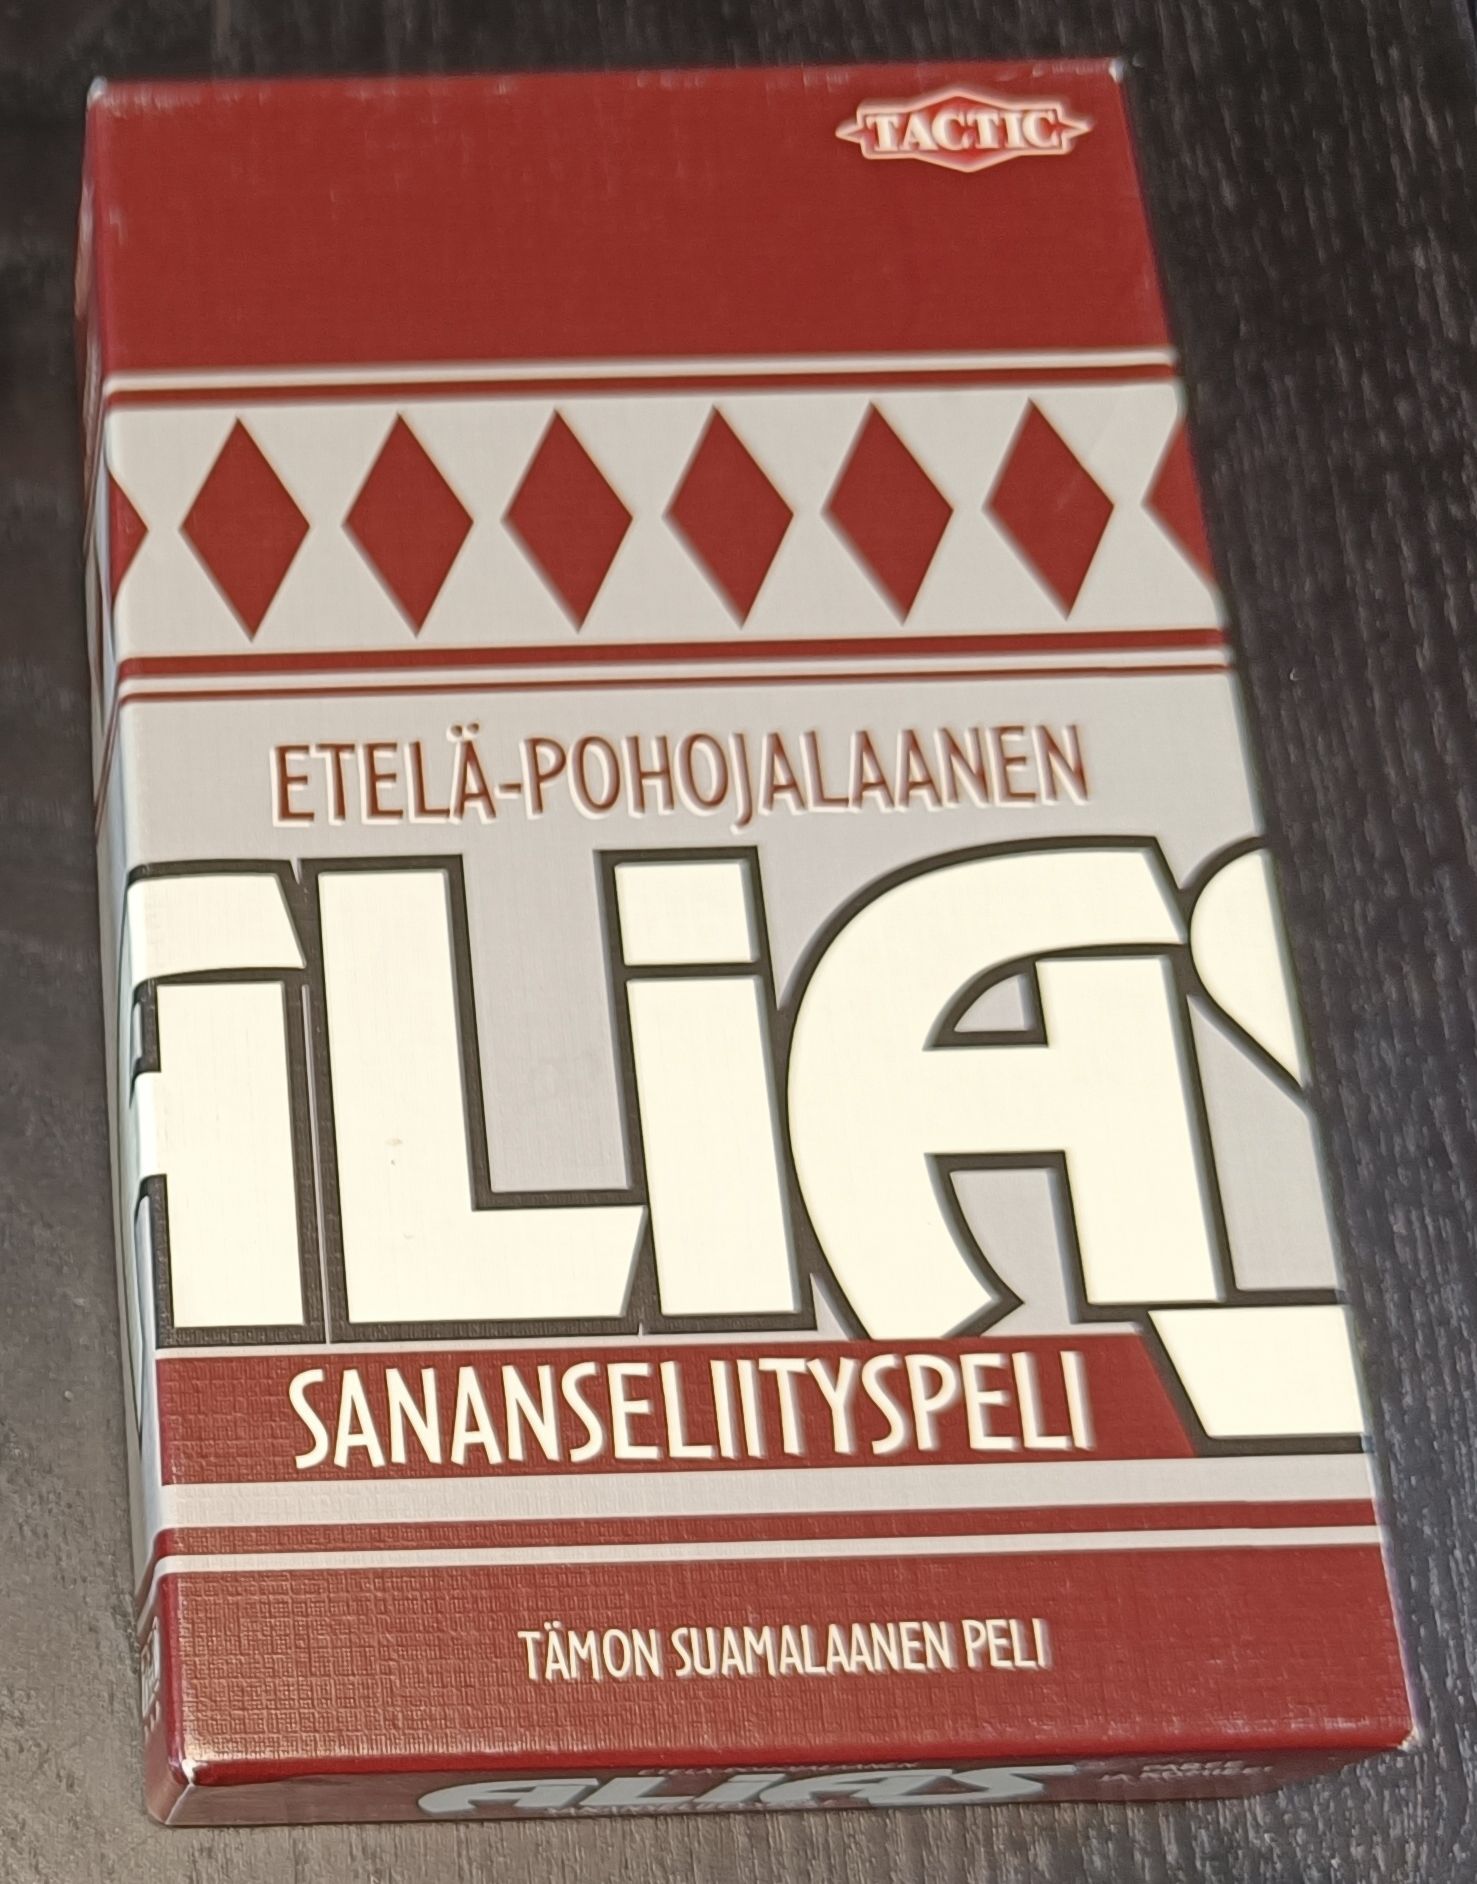 TACTIC
ETELÄ-POHOJALAANEN
ALIAS
SANANSELIITYSPELI
TÄMON SUAMALAANEN PELI
ALIAS